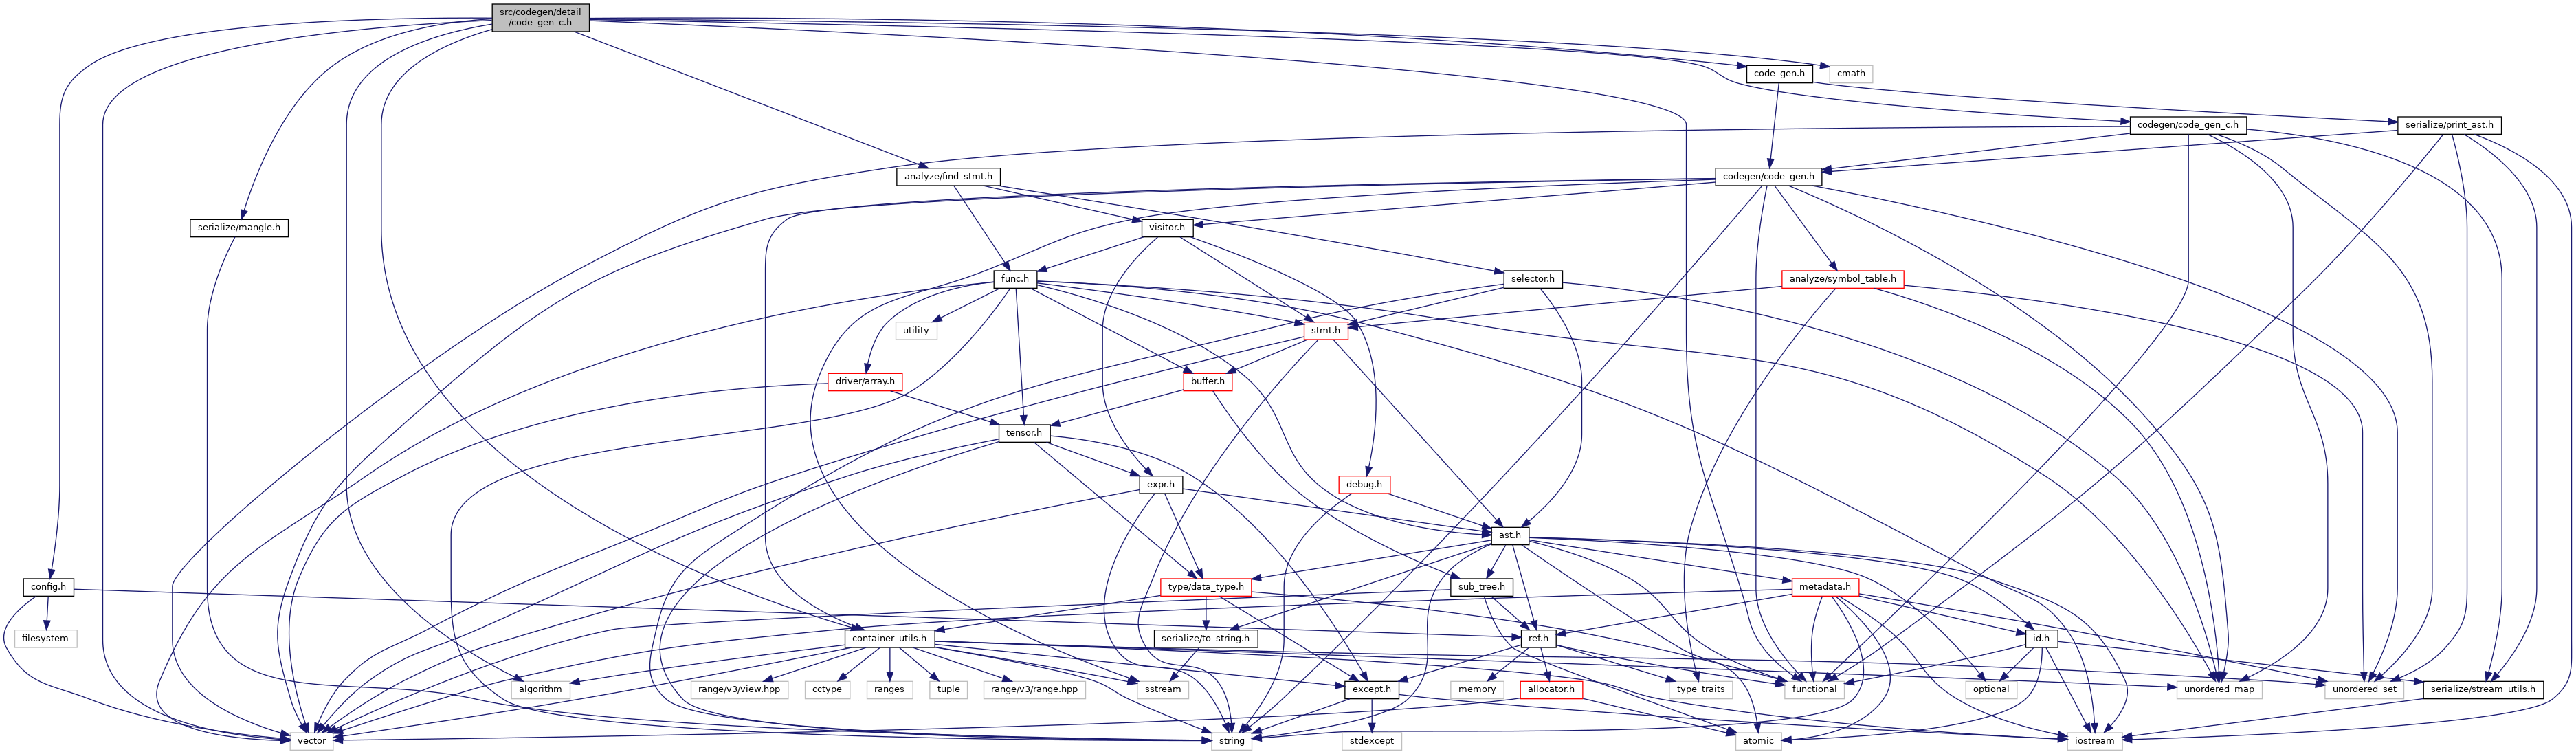 src/codegen/detail
/code_gen_c.h
code_gen.h
cmath
codegen/code_gen_c.h
serialize/print_ast.h
analyze/find_stmt.h
codegen/code_gen.h
serialize/mangle.h
visitor.h
func.h
selector.h
analyze/symbol_table.h
utility
stmt.h
driver/array.h
buffer.h
tensor.h
expr.h
debug.h
ast.h
config.h
type/data_type.h
sub_tree.h
metadata.h
filesystem
container_utils.h
serialize/to_string.h
ref.h
id.h
algorithm
range/v3/view.hpp
cctype
ranges
tuple
range/v3/range.hpp
sstream
except.h
memory
allocator.h
type_traits
functional
optional
unordered_map
unordered_set
serialize/stream_utils.h
vector
string
stdexcept
atomic
iostream